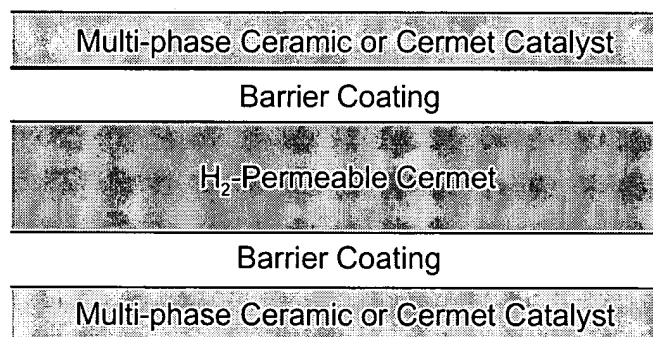 Multi-phase Ceramic or Cermet Catalyst
Barrier Coating
H₂-Permeable Cermet
Barrier Coating
Multi-phase Ceramic or Cermet Catalyst